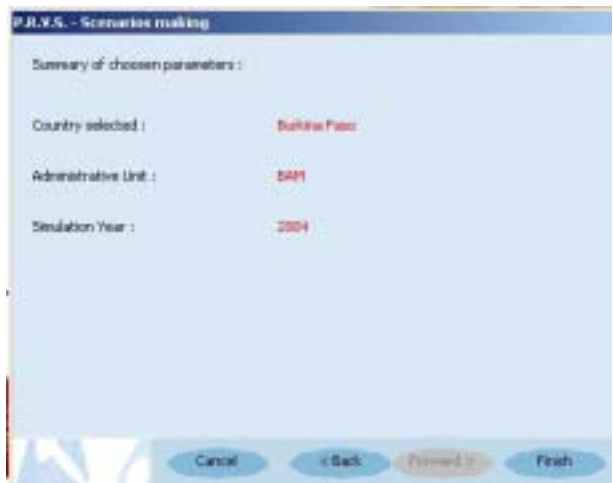 P.R.V.S. - Scenarios making
Summary of choosen parameters :
Country selected : Burkina Faso
Administrative Unit : BAM
Simulation Year : 2004
Cancel < Back Forward > Finish